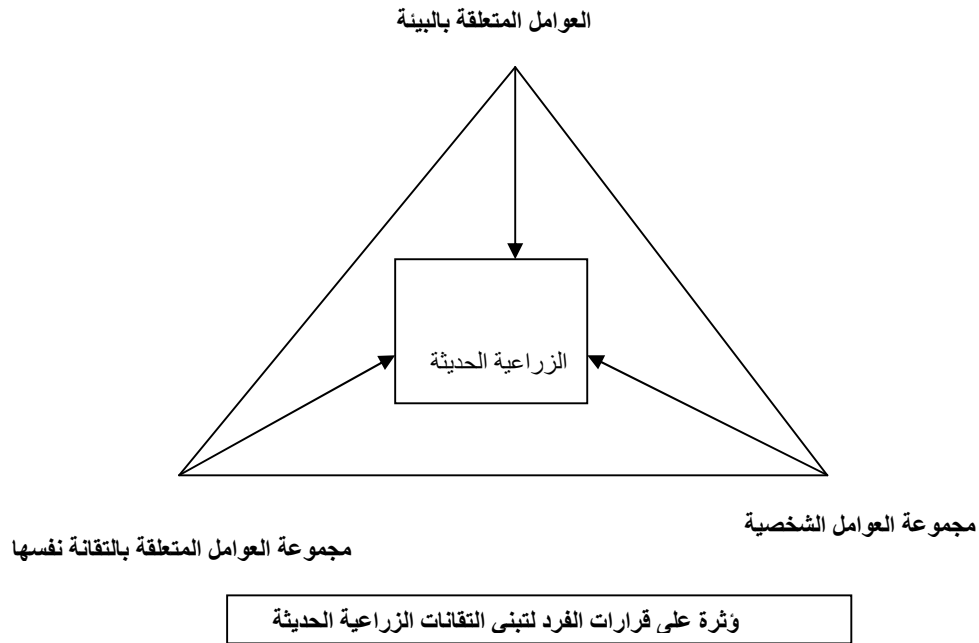 العوامل المتعلقة بالبيئة
الزراعية الحديثة
مجموعة العوامل الشخصية
مجموعة العوامل المتعلقة بالتقانة نفسها
ؤثرة على قرارات الفرد لتبنى التقانات الزراعية الحديثة